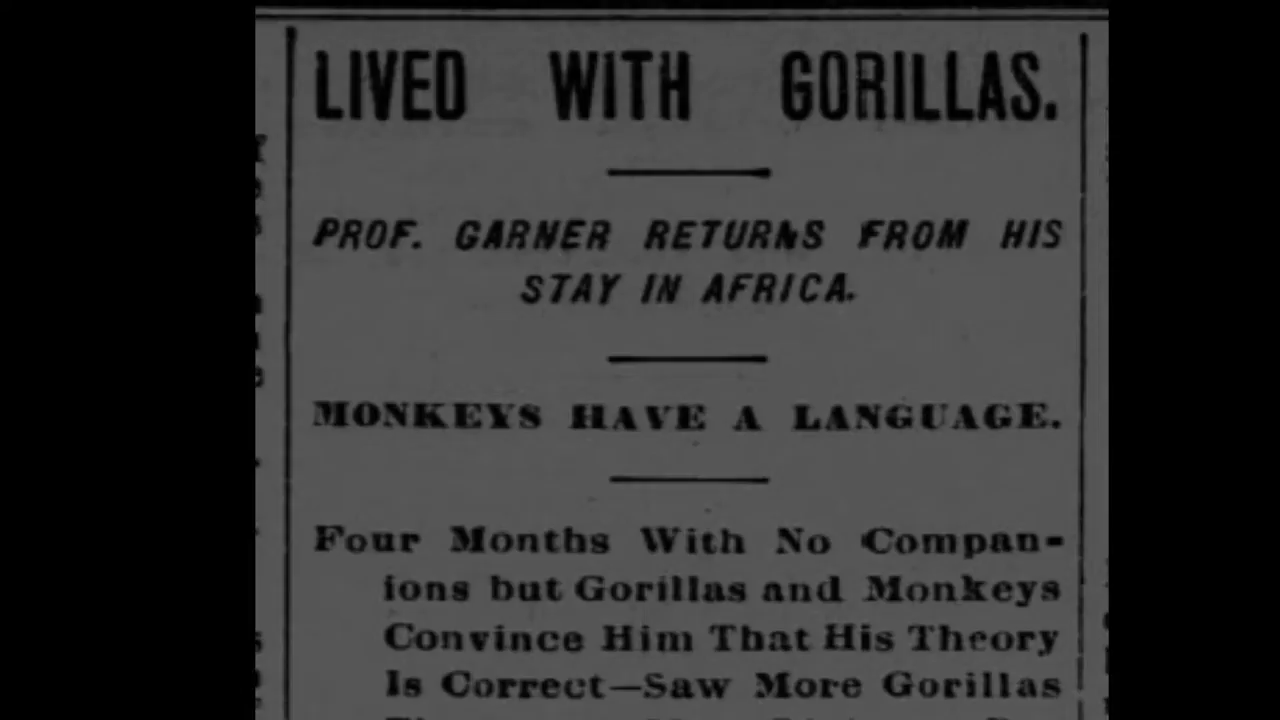 LIVED WITH GORILLAS.
PROF. GARNER RETURNS FROM HIS
STAY IN AFRICA.
MONKEYS HAVE A LANGUAGE.
Four Months With No Compan-
ions but Gorillas and Monkeys
Convince Him That His Theory
Is Correct—Saw More Gorillas